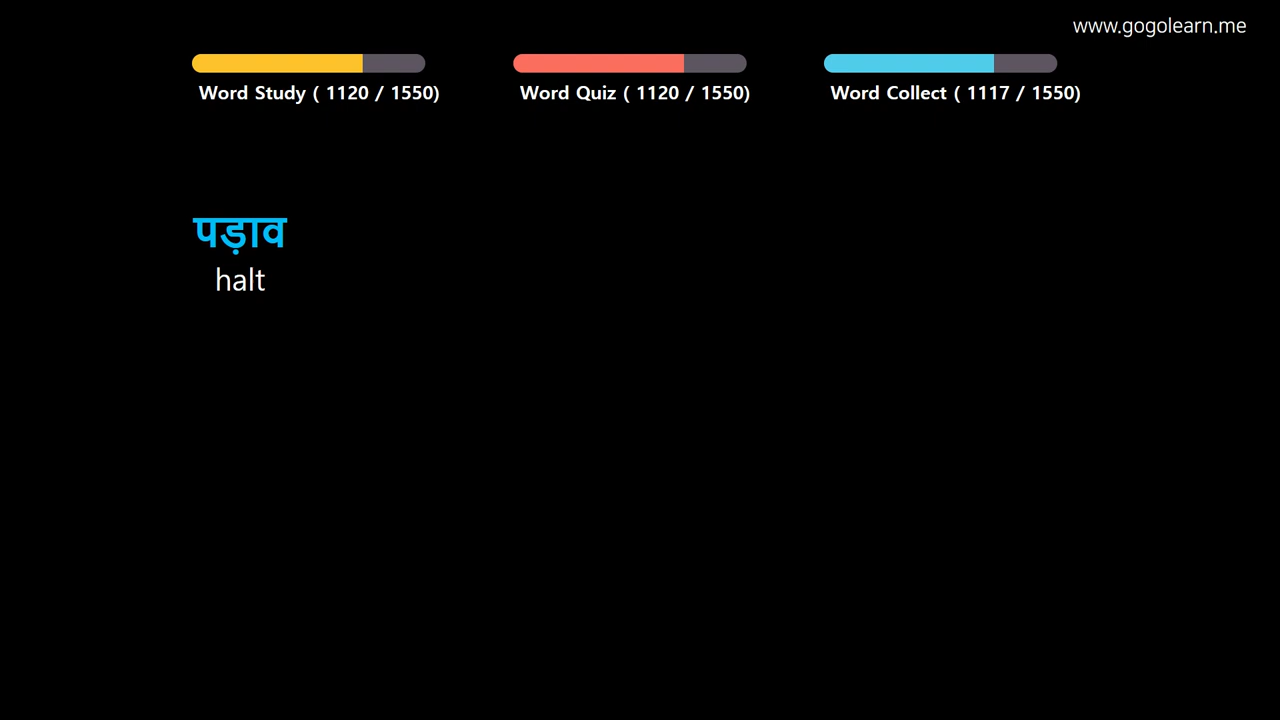 www.gogolearn.me
Word Study ( 1120 / 1550)
Word Quiz ( 1120 / 1550)
Word Collect ( 1117 / 1550)
पड़ाव
halt